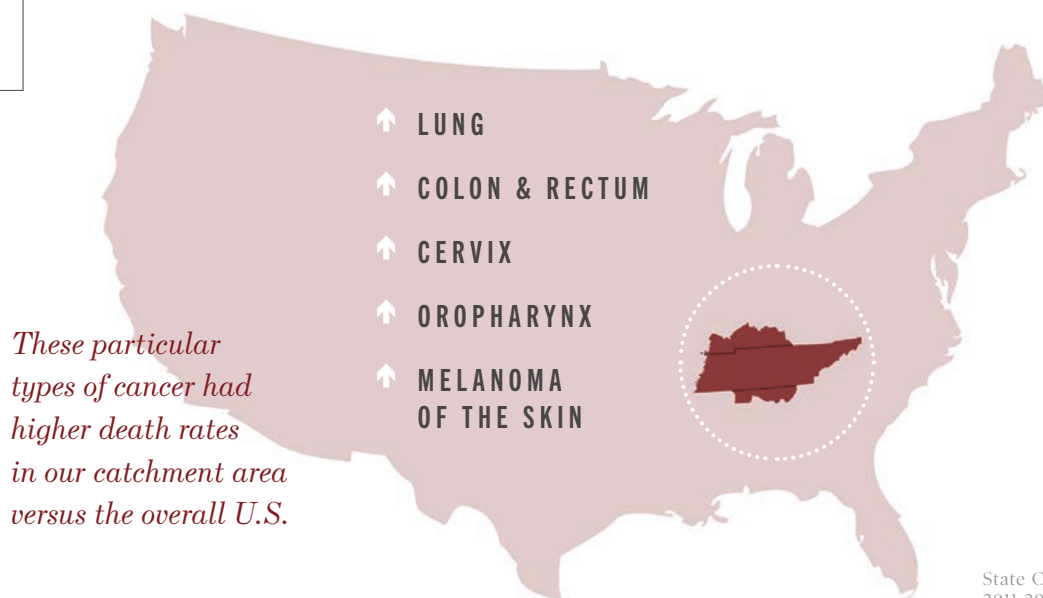 LUNG
COLON & RECTUM
CERVIX
OROPHARYNX
MELANOMA
OF THE SKIN
These particular
types of cancer had
higher death rates
in our catchment area
versus the overall U.S.
State